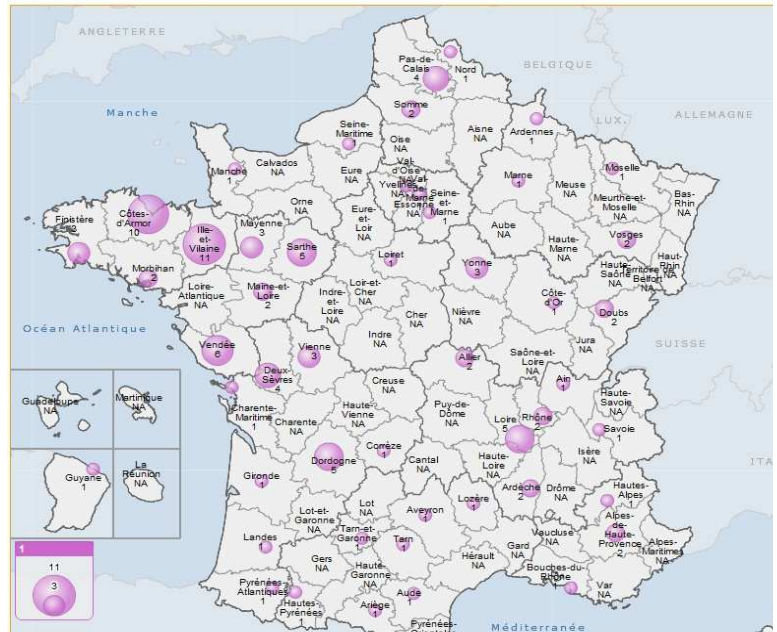 ANGLETERRE
BELGIQUE
LUX.
ALLEMAGNE
Manche
Pas-de-
Calais
4
Nord
1
Somme
2
Seine-
Maritime
1
Oise
NA
Aisne
NA
Ardennes
1
Manche
1
Calvados
NA
Eure
NA
Val-
d'Oise
NA
Yvelines
NA
Val-
de-
Marne
Essonne
NA
Seine-
et-
Marne
1
Marne
1
Meuse
NA
Moselle
1
Meurthe-et-
Moselle
NA
Bas-
Rhin
NA
Orne
NA
Eure-
et-
Loir
NA
Aube
NA
Haute-
Marne
NA
Vosges
2
Haut-
Rhin
NA
Finistère
Côtes-
d'Armor
10
Ille-
et-
Vilaine
11
Mayenne
3
Sarthe
5
Morbihan
2
Loiret
1
Yonne
3
Haute-
Saône
NA
Territoire de
Belfort
NA
Loire-
Atlantique
NA
Maine-et-
Loire
2
Indre-
et-Loire
NA
Loir-et-
Cher
NA
Cher
NA
Nièvre
NA
Côte-
d'Or
1
Doubs
2
Océan Atlantique
Vendée
6
Deux-
Sèvres
4
Vienne
3
Indre
NA
Allier
2
Saône-et-
Loire
NA
Jura
NA
SUISSE
Charente-
Maritime
1
Charente
NA
Haute-
Vienne
NA
Creuse
NA
Puy-de-
Dôme
NA
Loire
5
Rhône
2
Ain
1
Haute-
Savoie
NA
Savoie
1
Guadeloupe
NA
Martinique
NA
Guyane
1
La
Réunion
NA
Gironde
1
Dordogne
5
Corrèze
1
Cantal
NA
Haute-
Loire
NA
Ardèche
2
Isère
NA
Drôme
NA
Hautes-
Alpes
1
ITA
Lot-et-
Garonne
NA
Lot
NA
Aveyron
1
Lozère
1
Landes
1
Tarn-et-
Garonne
1
Tarn
1
Gard
NA
Vaucluse
NA
Alpes-
de-
Haute-
Provence
2
Alpes-
Maritimes
NA
Gers
NA
Haute-
Garonne
NA
Hérault
NA
Bouches-du-
Rhône
1
Var
NA
Pyrénées-
Atlantiques
1
Hautes-
Pyrénées
1
Ariège
1
Aude
1
Pyrénées-
Méditerranée
1
11
3